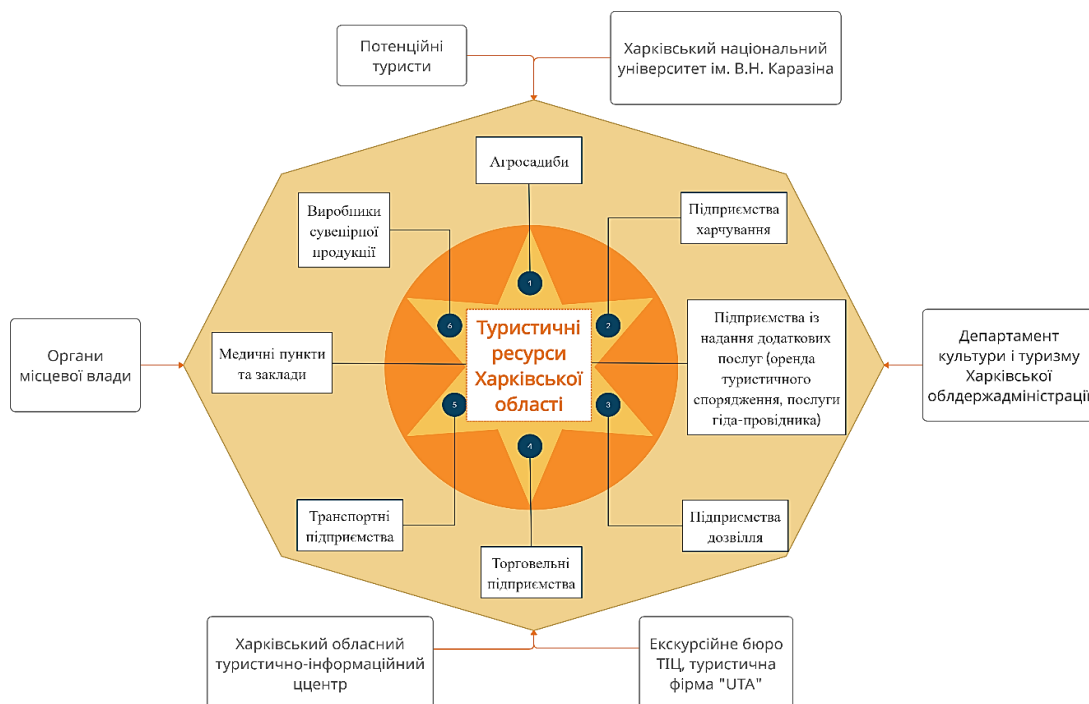 Потенційні
туристи
Харківський національний
університет ім. В.Н. Каразіна
Агросадиби
Виробники
сувенірної
продукції
Підприємства
харчування
1
6
2
Органи
місцевої влади
Медичні пункти
та заклади
Туристичні
ресурси
Харківської
області
Підприємства із
надання додаткових
послуг (оренда
туристичного
спорядження, послуги
гіда-провідника)
Департамент
культури і туризму
Харківської
облдержадміністрації
5
3
4
Транспортні
підприємства
Торговельні
підприємства
Підприємства
дозвілля
Харківський обласний
туристично-інформаційний
ццентр
Екскурсійне бюро
ТІЦ, туристична
фірма "UTA"